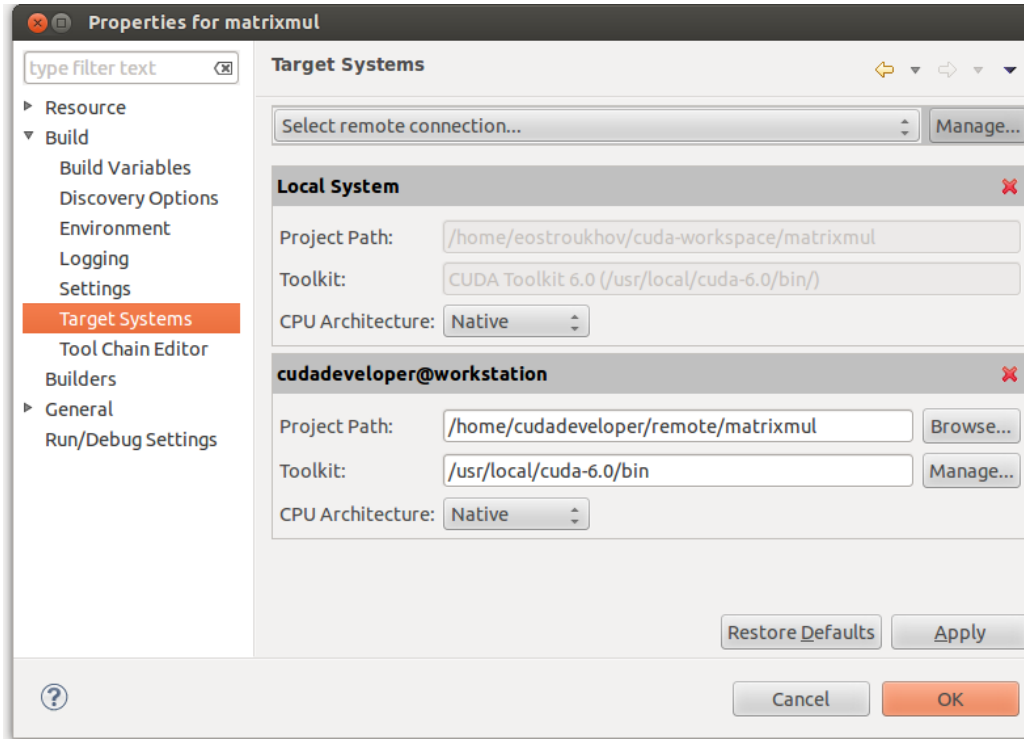 Properties for matrixmul
type filter text
Resource
Build
Build Variables
Discovery Options
Environment
Logging
Settings
Target Systems
Tool Chain Editor
Builders
General
Run/Debug Settings
Target Systems
Select remote connection...
Manage...
Local System
Project Path: /home/eostroukhov/cuda-workspace/matrixmul
Toolkit: CUDA Toolkit 6.0 (/usr/local/cuda-6.0/bin/)
CPU Architecture: Native
cudadeveloper@workstation
Project Path: /home/cudadeveloper/remote/matrixmul Browse...
Toolkit: /usr/local/cuda-6.0/bin Manage...
CPU Architecture: Native
Restore Defaults Apply
? Cancel OK